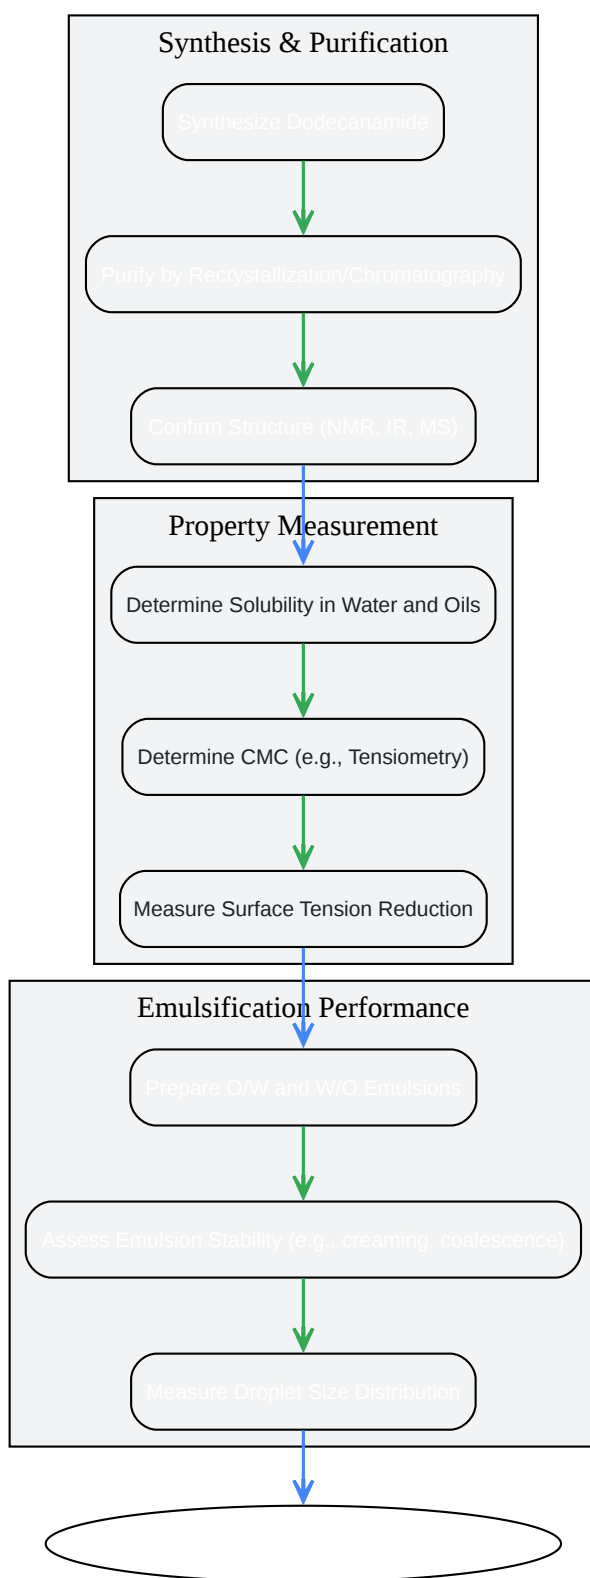 Synthesis & Purification
Synthesize Dodecanamide
Purify by Recrystallization/Chromatography
Confirm Structure (NMR, IR, MS)
Property Measurement
Determine Solubility in Water and Oils
Determine CMC (e.g., Tensiometry)
Measure Surface Tension Reduction
Emulsification Performance
Prepare O/W and W/O Emulsions
Assess Emulsion Stability (e.g., creaming, coalescence)
Measure Droplet Size Distribution